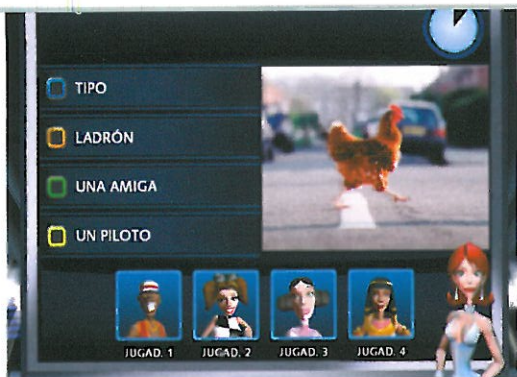 TIPO
LADRÓN
UNA AMIGA
UN PILOTO
JUGAD. 1
JUGAD. 2
JUGAD. 3
JUGAD. 4